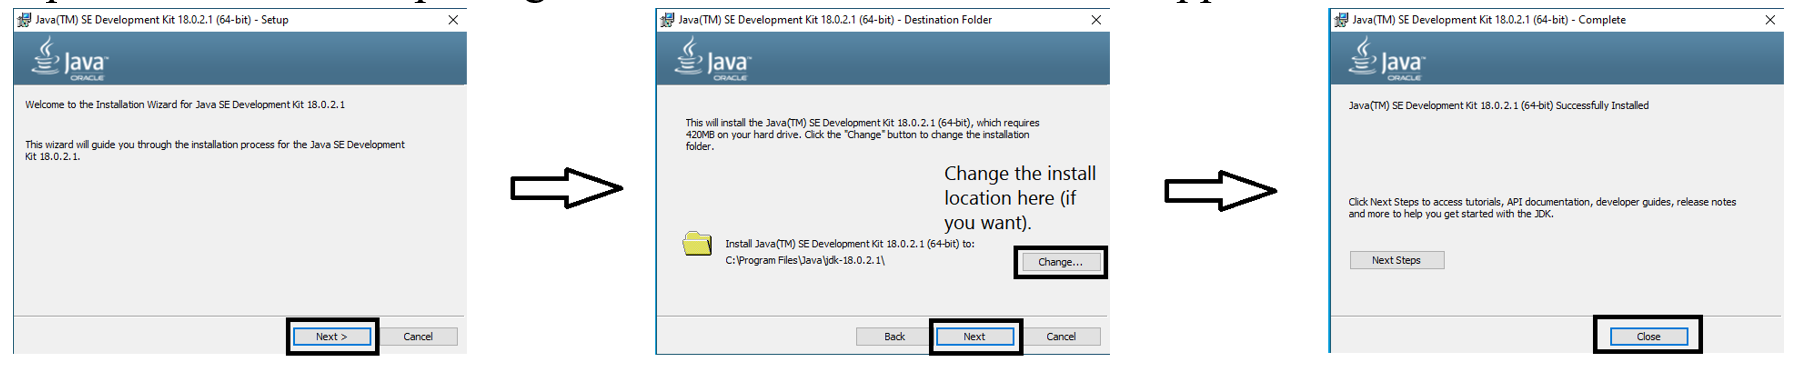 Java(TM) SE Development Kit 18.0.2.1 (64-bit) - Setup
Java™
ORACLE
Welcome to the Installation Wizard for Java SE Development Kit 18.0.2.1
This wizard will guide you through the installation process for the Java SE Development
Kit 18.0.2.1.
Next >
Cancel
Java(TM) SE Development Kit 18.0.2.1 (64-bit) - Destination Folder
Java™
ORACLE
This will install the Java(TM) SE Development Kit 18.0.2.1 (64-bit), which requires
420MB on your hard drive. Click the "Change" button to change the installation
folder.
Change the install
location here (if
you want).
Install Java(TM) SE Development Kit 18.0.2.1 (64-bit) to:
C:\Program Files\Java\jdk-18.0.2.1\
Change...
Back
Next
Cancel
Java(TM) SE Development Kit 18.0.2.1 (64-bit) - Complete
Java™
ORACLE
Java(TM) SE Development Kit 18.0.2.1 (64-bit) Successfully Installed
Click Next Steps to access tutorials, API documentation, developer guides, release notes
and more to help you get started with the JDK.
Next Steps
Close